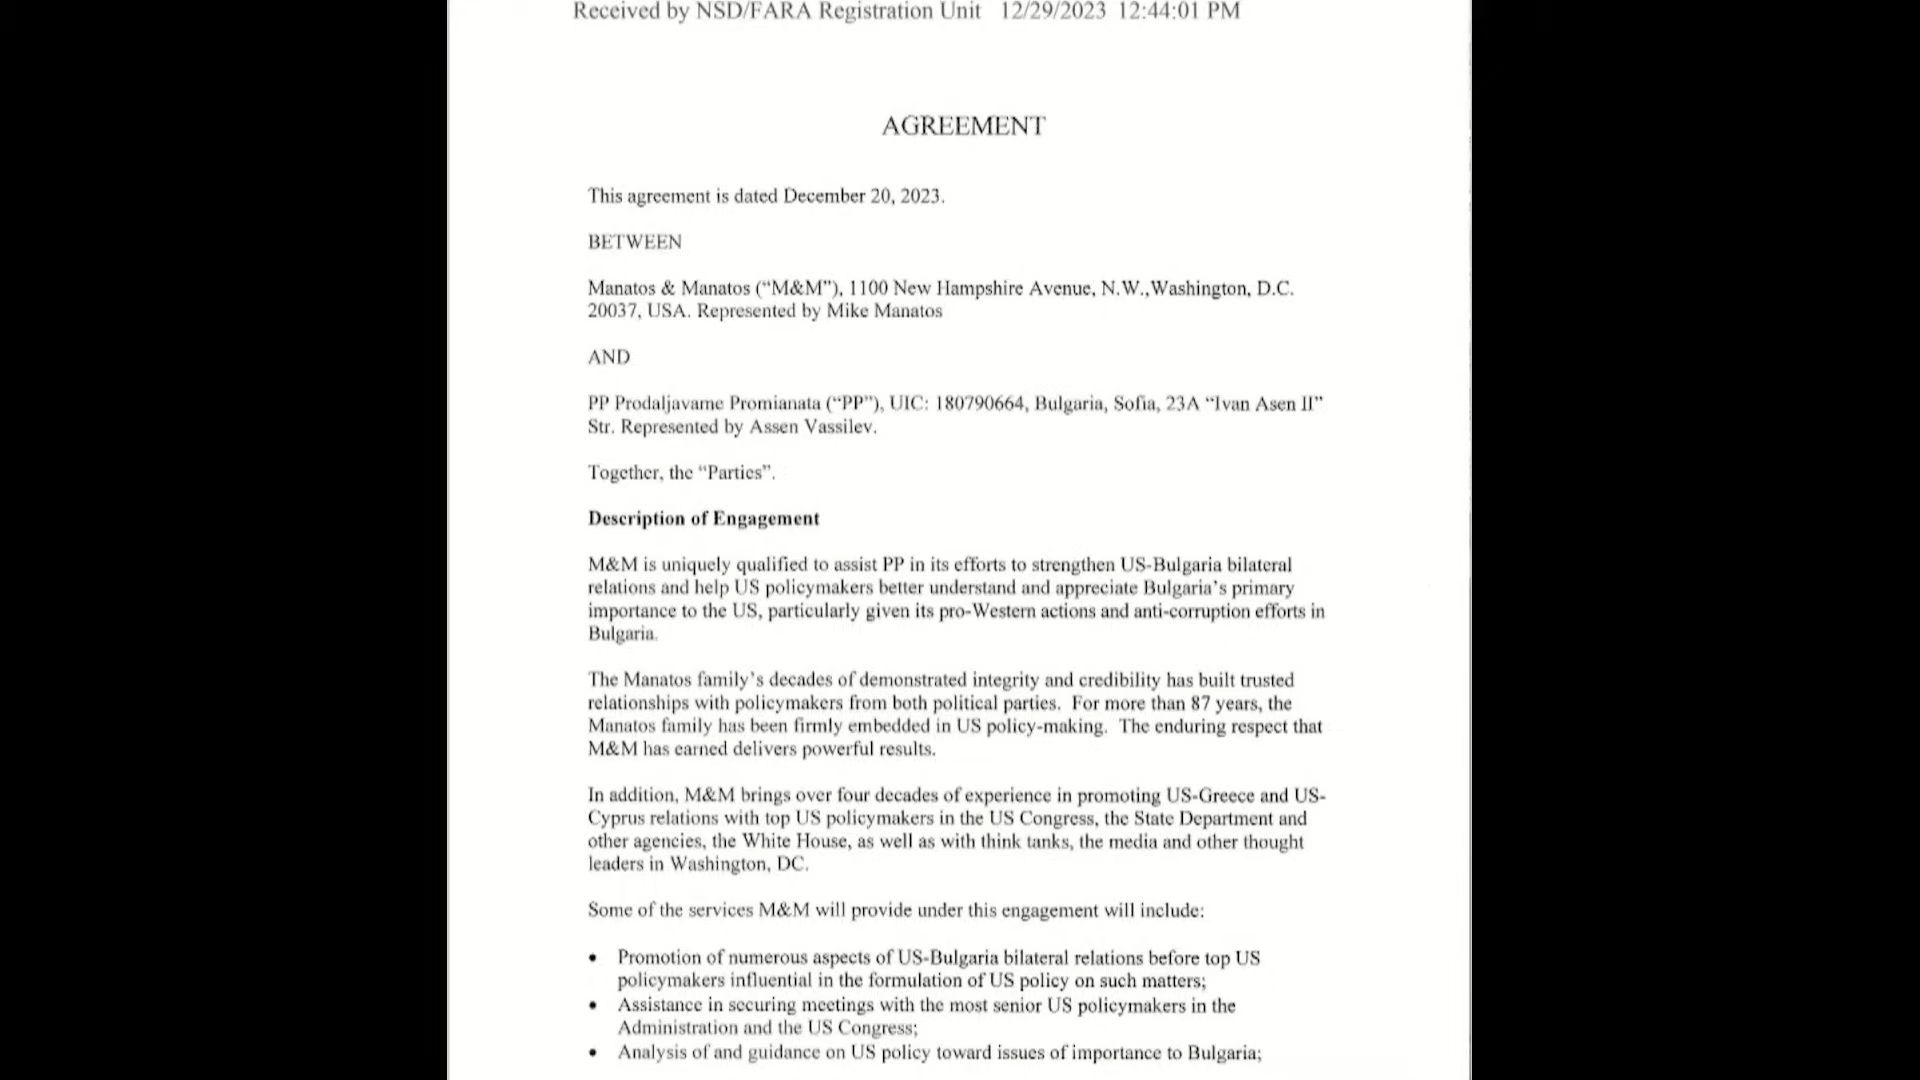 Received by NSD/FARA Registration Unit 12/29/2023 12:44:01 PM
AGREEMENT
This agreement is dated December 20, 2023.
BETWEEN
Manatos & Manatos (“M&M”), 1100 New Hampshire Avenue, N.W.,Washington, D.C.
20037, USA. Represented by Mike Manatos
AND
PP Prodaljavame Promianata (“PP”), UIC: 180790664, Bulgaria, Sofia, 23A “Ivan Asen II”
Str. Represented by Assen Vassilev.
Together, the “Parties”.
Description of Engagement
M&M is uniquely qualified to assist PP in its efforts to strengthen US-Bulgaria bilateral
relations and help US policymakers better understand and appreciate Bulgaria’s primary
importance to the US, particularly given its pro-Western actions and anti-corruption efforts in
Bulgaria.
The Manatos family’s decades of demonstrated integrity and credibility has built trusted
relationships with policymakers from both political parties. For more than 87 years, the
Manatos family has been firmly embedded in US policy-making. The enduring respect that
M&M has earned delivers powerful results.
In addition, M&M brings over four decades of experience in promoting US-Greece and US-
Cyprus relations with top US policymakers in the US Congress, the State Department and
other agencies, the White House, as well as with think tanks, the media and other thought
leaders in Washington, DC.
Some of the services M&M will provide under this engagement will include:
• Promotion of numerous aspects of US-Bulgaria bilateral relations before top US
policymakers influential in the formulation of US policy on such matters;
• Assistance in securing meetings with the most senior US policymakers in the
Administration and the US Congress;
• Analysis of and guidance on US policy toward issues of importance to Bulgaria;